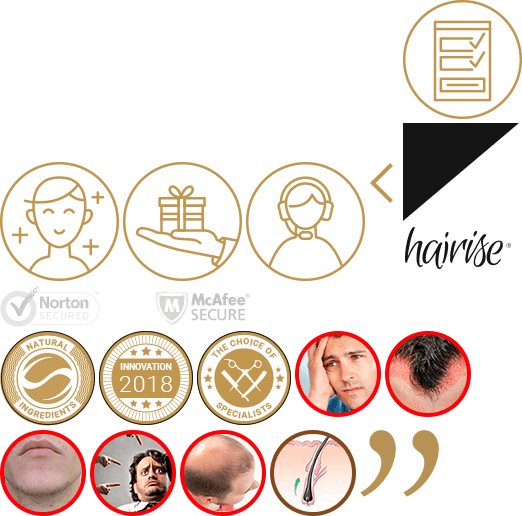 hairise®
Norton
SECURED
McAfee®
SECURE
NATURAL
INGREDIENTS
INNOVATION
2018
THE CHOICE OF
SPECIALISTS